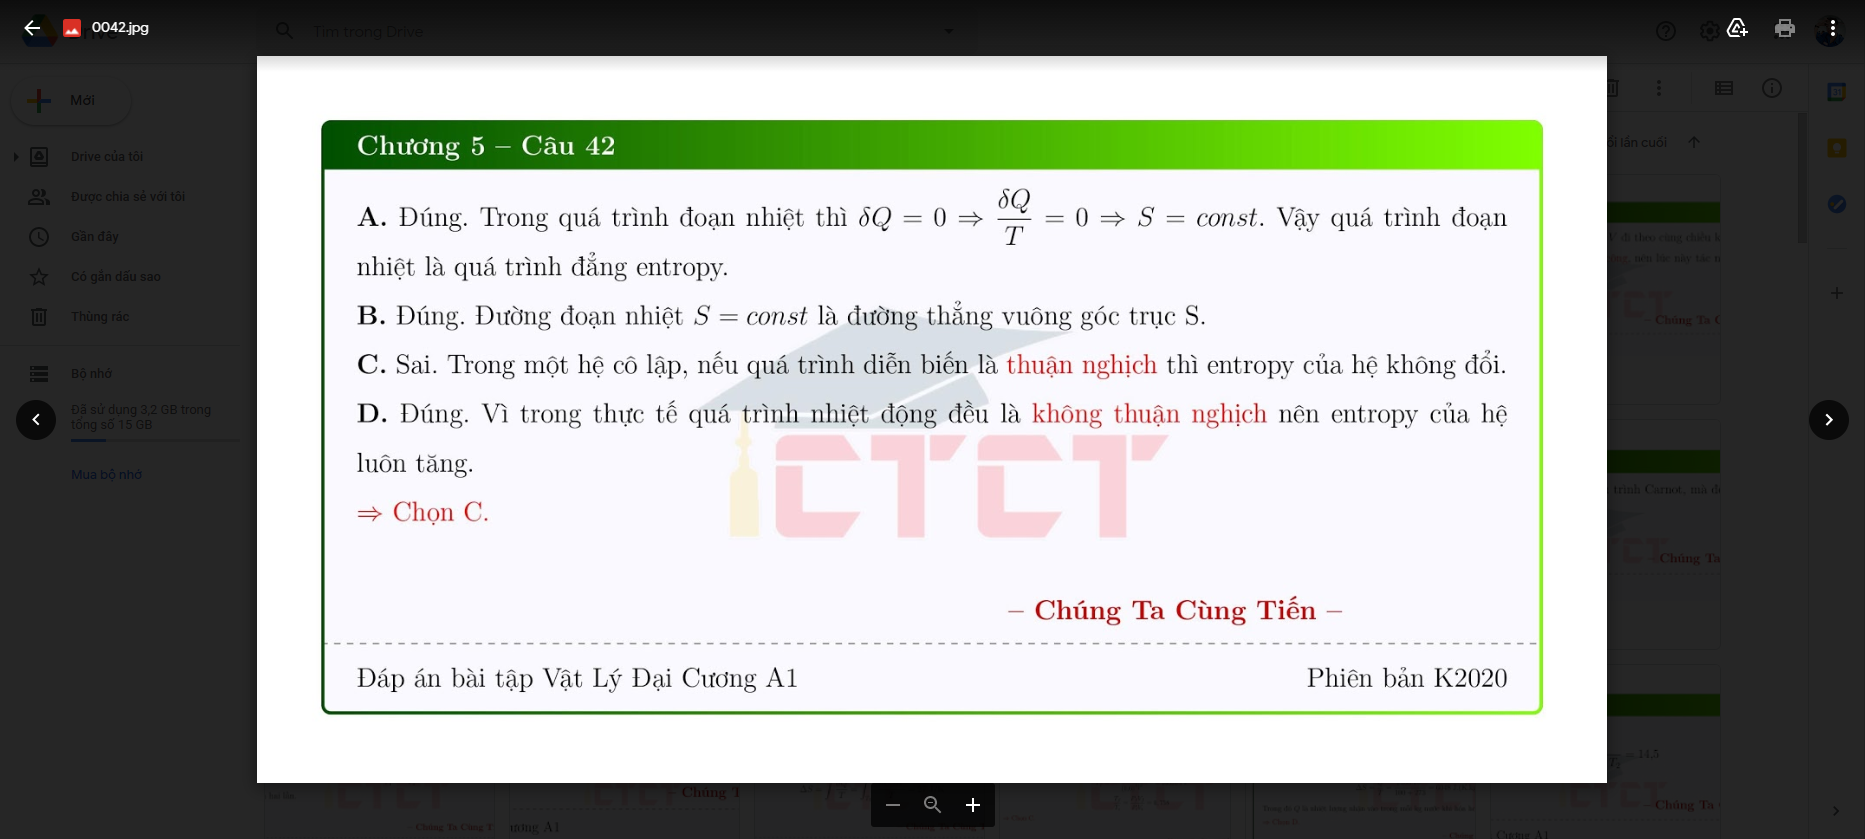 0042.jpg
Tìm trong Drive
Mới
Drive của tôi
Được chia sẻ với tôi
Gần đây
Có gắn dấu sao
Thùng rác
Bộ nhớ
Đã sử dụng 3,2 GB trong
tổng số 15 GB
Mua bộ nhớ
Chương 5 – Câu 42
A. Đúng. Trong quá trình đoạn nhiệt thì δQ = 0 ⇒ δQ/T = 0 ⇒ S = const. Vậy quá trình đoạn
nhiệt là quá trình đẳng entropy.
B. Đúng. Đường đoạn nhiệt S = const là đường thẳng vuông góc trục S.
C. Sai. Trong một hệ cô lập, nếu quá trình diễn biến là thuận nghịch thì entropy của hệ không đổi.
D. Đúng. Vì trong thực tế quá trình nhiệt động đều là không thuận nghịch nên entropy của hệ
luôn tăng.
⇒ Chọn C.
CTCT
– Chúng Ta Cùng Tiến –
Đáp án bài tập Vật Lý Đại Cương A1
Phiên bản K2020